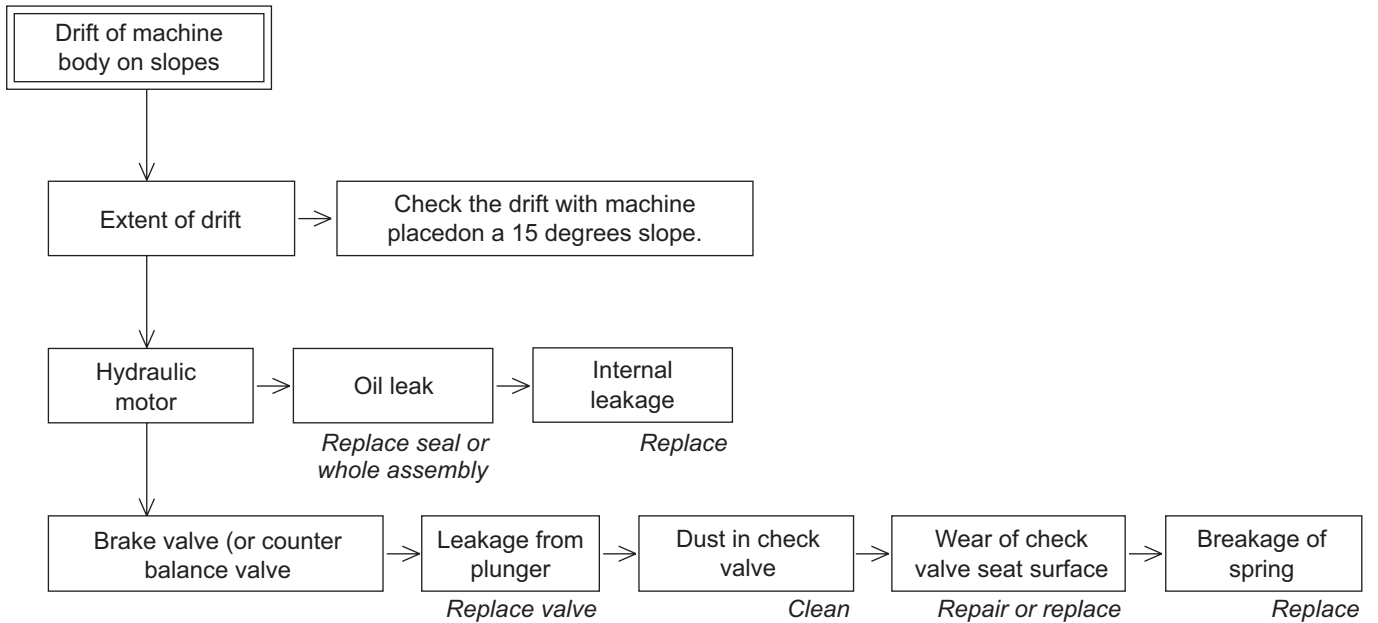 Drift of machine
body on slopes
Extent of drift
Check the drift with machine
placedon a 15 degrees slope.
Hydraulic
motor
Oil leak
Replace seal or
whole assembly
Internal
leakage
Replace
Brake valve (or counter
balance valve
Leakage from
plunger
Replace valve
Dust in check
valve
Clean
Wear of check
valve seat surface
Repair or replace
Breakage of
spring
Replace